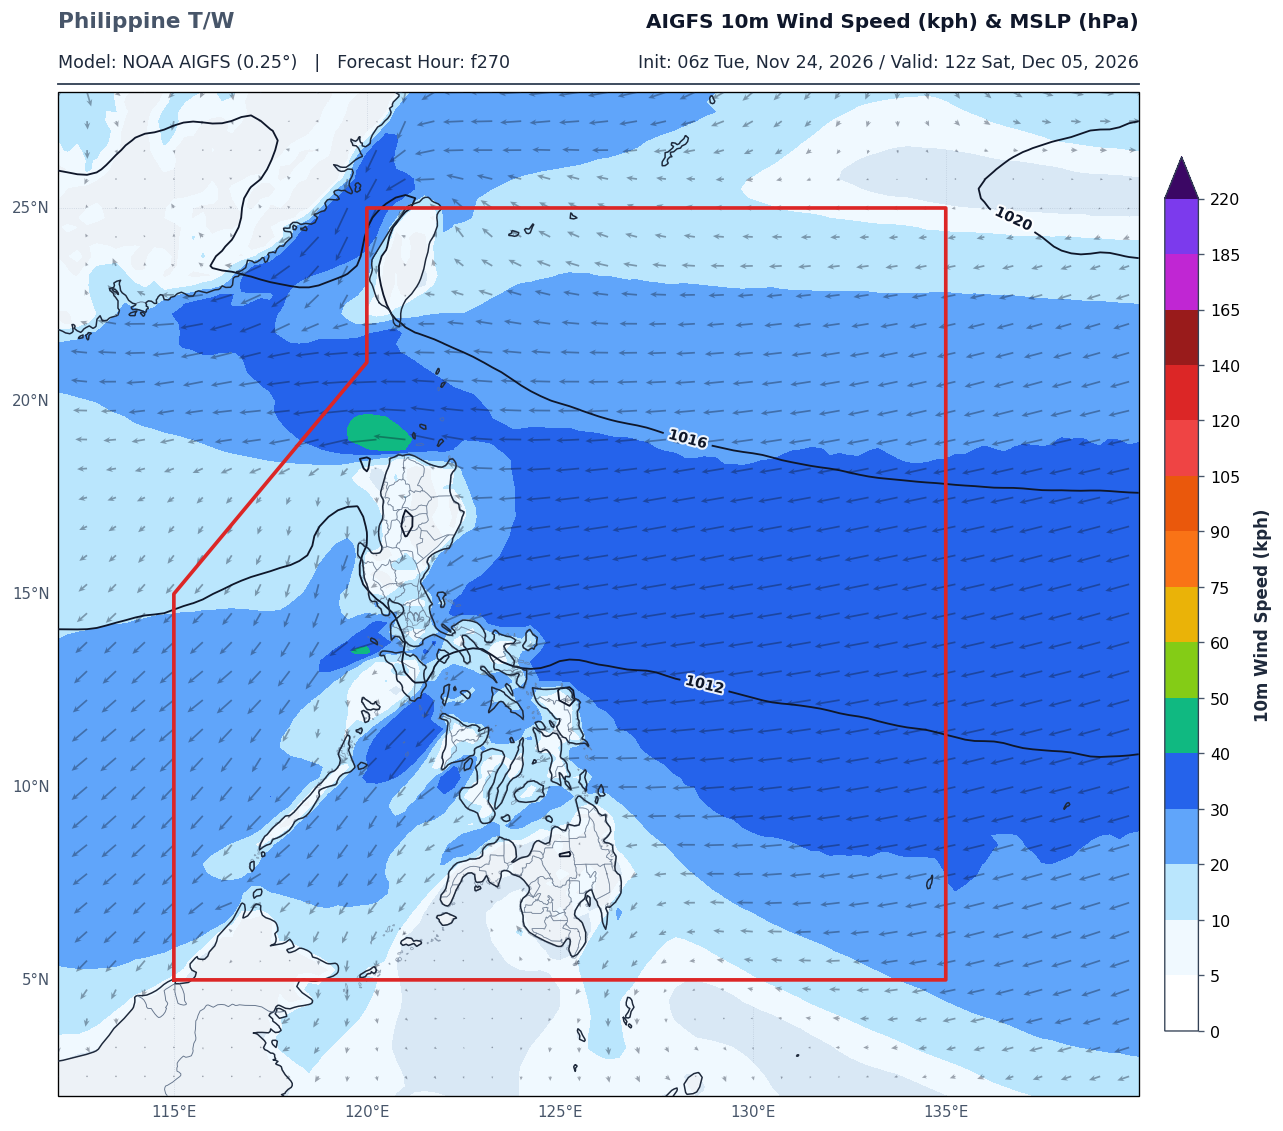 Philippine T/W
AIGFS 10m Wind Speed (kph) & MSLP (hPa)
Model: NOAA AIGFS (0.25°)   |   Forecast Hour: f270
Init: 06z Tue, Nov 24, 2026 / Valid: 12z Sat, Dec 05, 2026
25°N
20°N
15°N
10°N
5°N
115°E
120°E
125°E
130°E
135°E
1020
1016
1012
220
185
165
140
120
105
90
75
60
50
40
30
20
10
5
0
10m Wind Speed (kph)